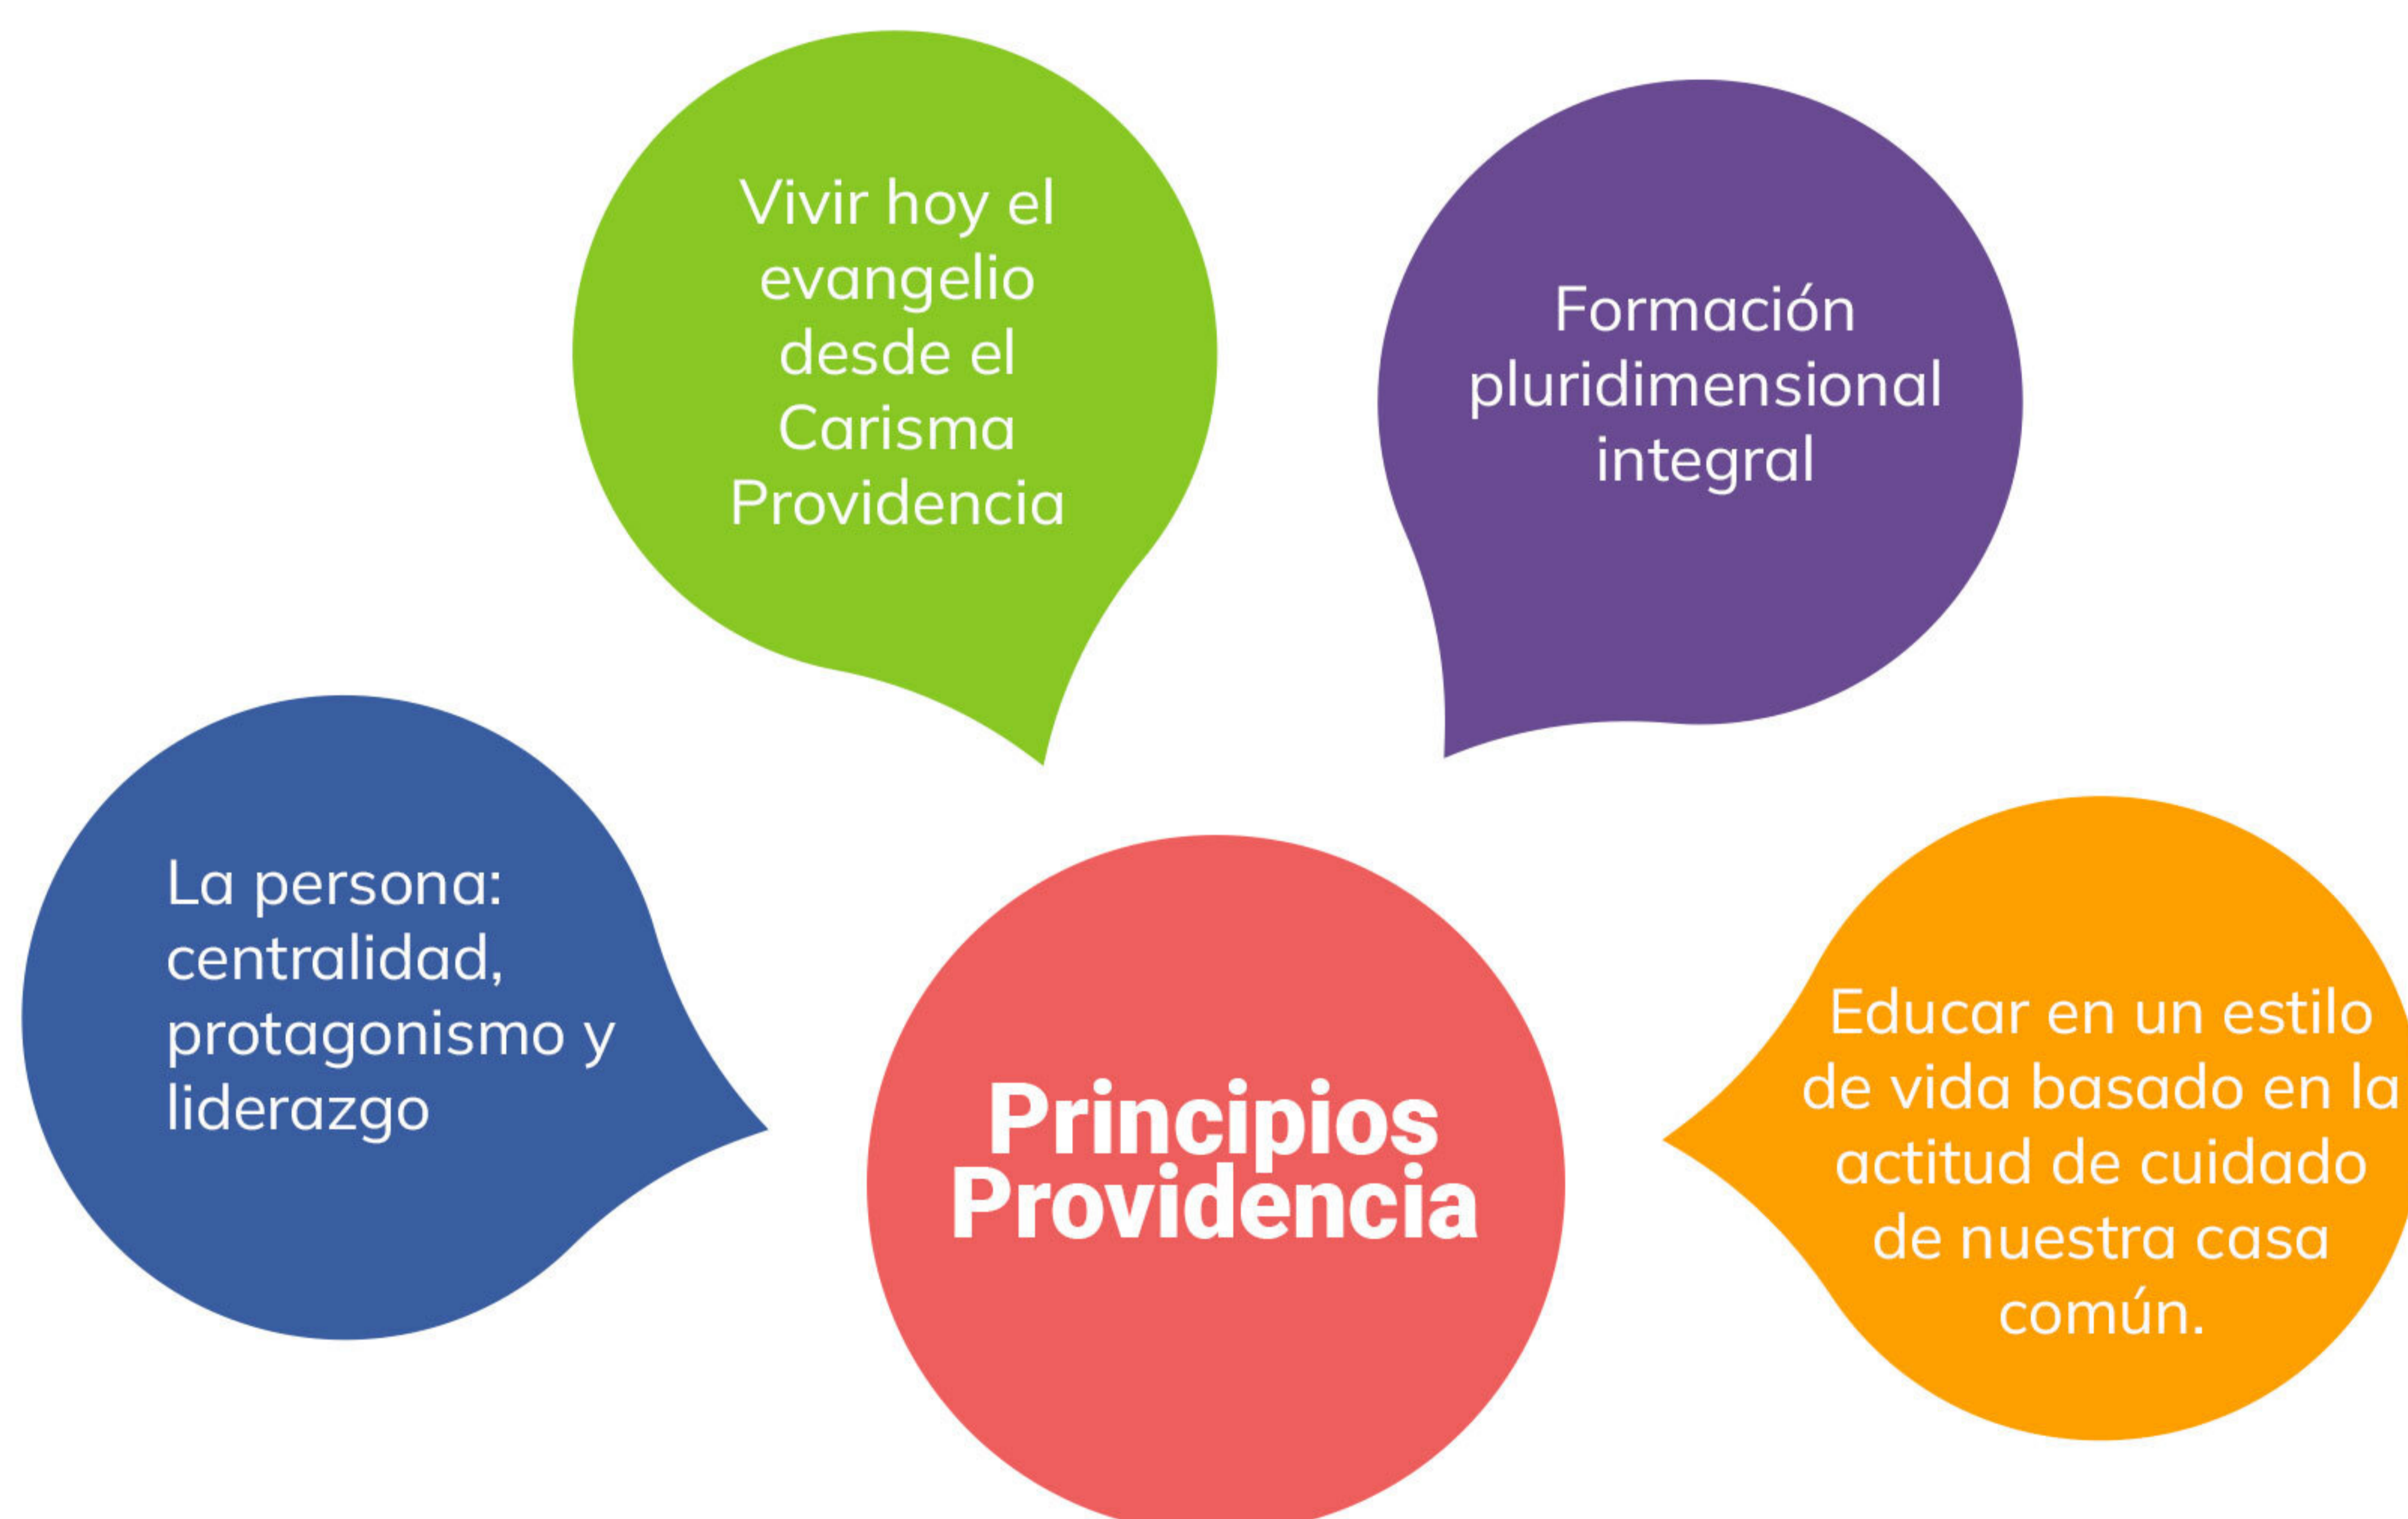 Vivir hoy el
evangelio
desde el
Carisma
Providencia
Formación
pluridimensional
integral
La persona:
centralidad,
protagonismo y
liderazgo
Principios
Providencia
Educar en un estilo
de vida basado en la
actitud de cuidado
de nuestra casa
común.